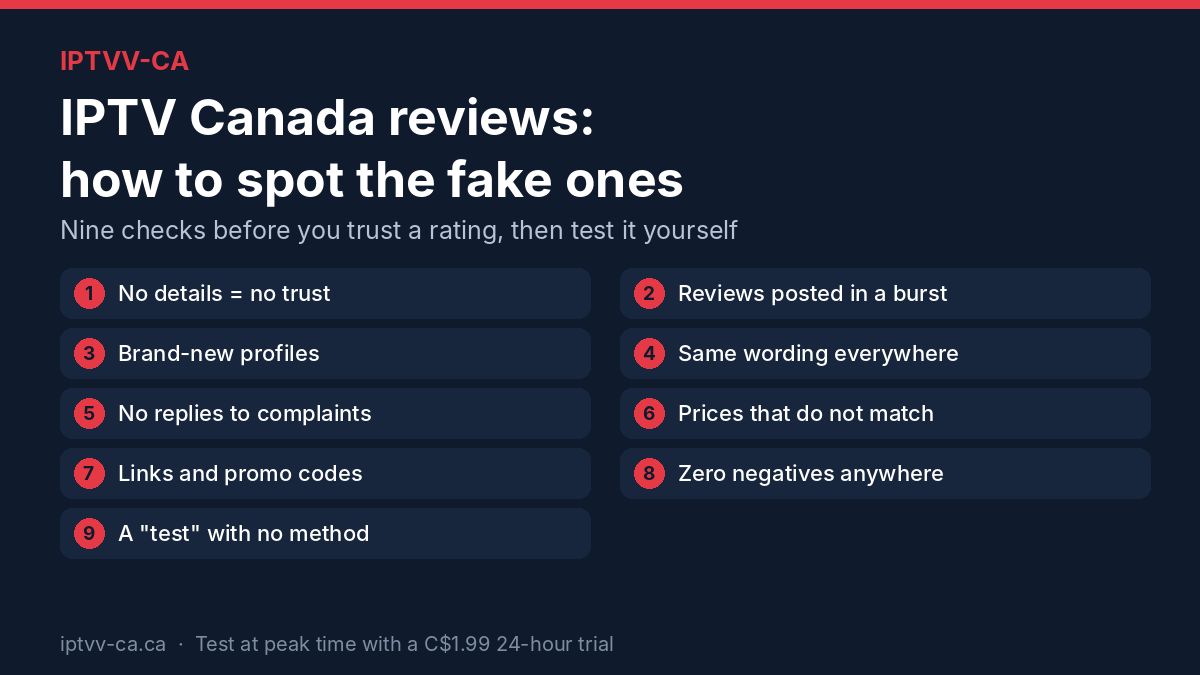 IPTVV-CA
IPTV Canada reviews:
how to spot the fake ones
Nine checks before you trust a rating, then test it yourself
1 No details = no trust
2 Reviews posted in a burst
3 Brand-new profiles
4 Same wording everywhere
5 No replies to complaints
6 Prices that do not match
7 Links and promo codes
8 Zero negatives anywhere
9 A "test" with no method
iptvv-ca.ca · Test at peak time with a C$1.99 24-hour trial